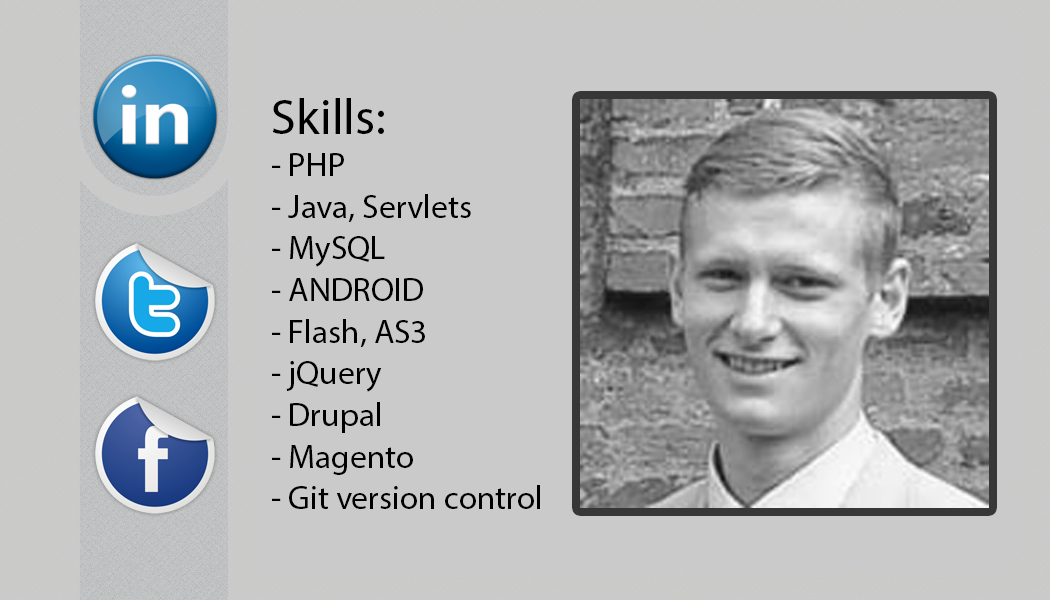 in
Skills:
- PHP
- Java, Servlets
- MySQL
- ANDROID
- Flash, AS3
- jQuery
- Drupal
- Magento
- Git version control
t
f